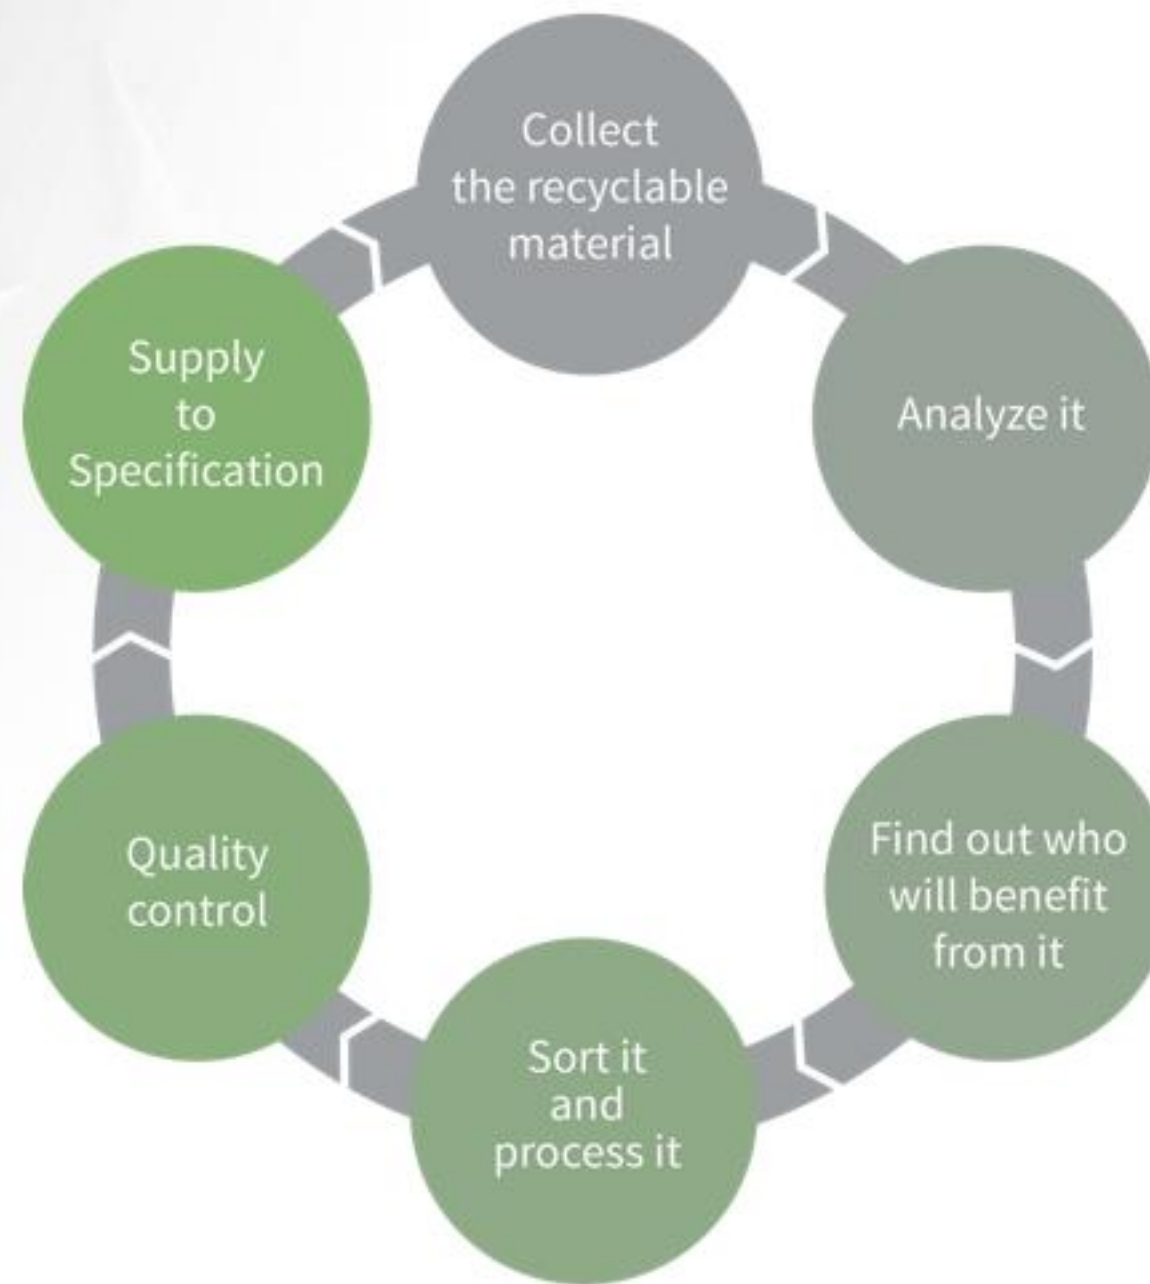 Collect
the recyclable
material
Analyze it
Find out who
will benefit
from it
Sort it
and
process it
Quality
control
Supply
to
Specification